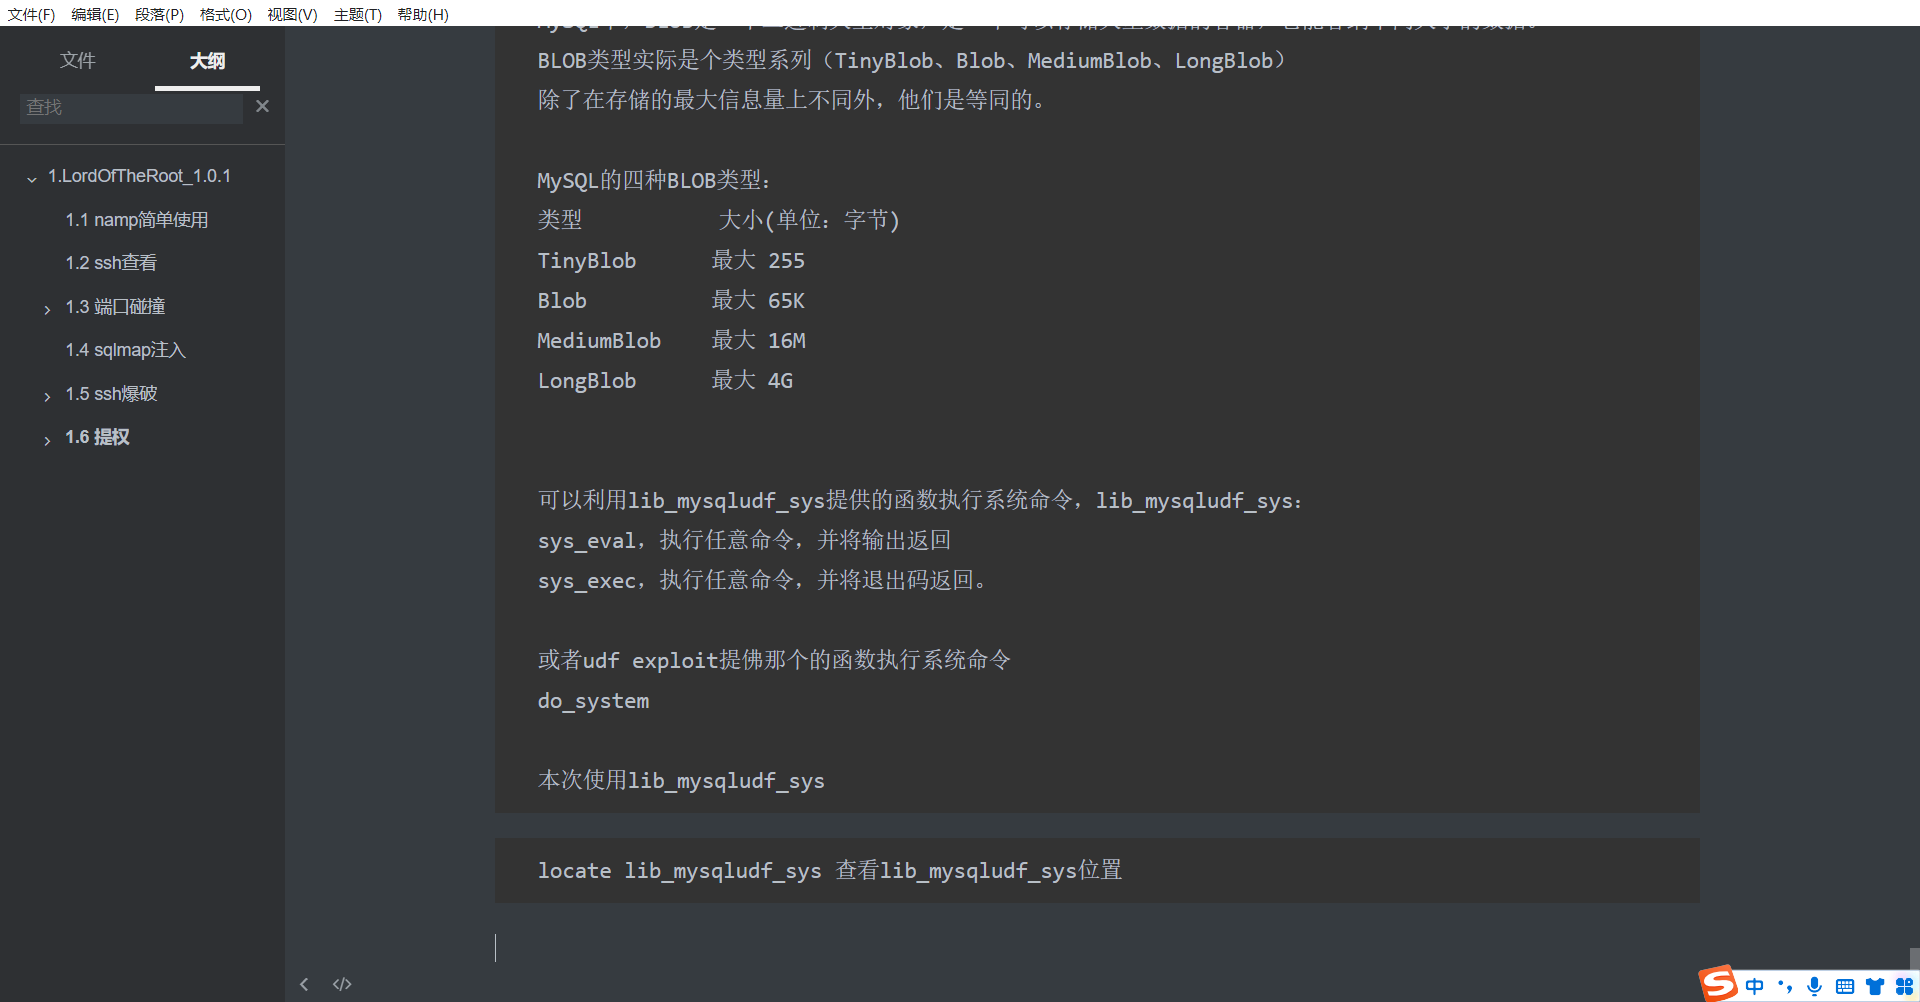 文件(F) 编辑(E) 段落(P) 格式(O) 视图(V) 主题(T) 帮助(H)
文件 大纲
查找
1.LordOfTheRoot_1.0.1
1.1 namp简单使用
1.2 ssh查看
1.3 端口碰撞
1.4 sqlmap注入
1.5 ssh爆破
1.6 提权
BLOB类型实际是个类型系列（TinyBlob、Blob、MediumBlob、LongBlob）
除了在存储的最大信息量上不同外，他们是等同的。
MySQL的四种BLOB类型：
类型 大小(单位：字节)
TinyBlob 最大 255
Blob 最大 65K
MediumBlob 最大 16M
LongBlob 最大 4G
可以利用lib_mysqludf_sys提供的函数执行系统命令，lib_mysqludf_sys：
sys_eval，执行任意命令，并将输出返回
sys_exec，执行任意命令，并将退出码返回。
或者udf exploit提佛那个的函数执行系统命令
do_system
本次使用lib_mysqludf_sys
locate lib_mysqludf_sys 查看lib_mysqludf_sys位置
中